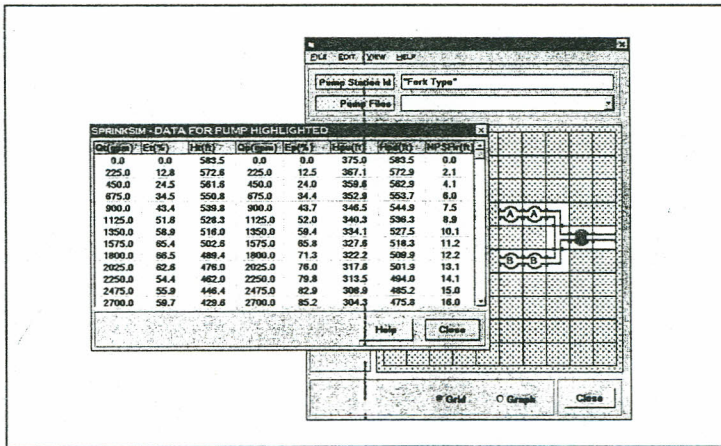 FILE EDIT VIEW HELP
Pump Station Id "Fork Type"
Pump Files
SPRINKSIM - DATA FOR PUMP HIGHLIGHTED
Qt(gpm) Et(%) Ht(ft) Qp(gpm) Ep(%) NPSHr(ft)
0.0 0.0 583.5 0.0 0.0 375.0 583.5 0.0
225.0 12.8 572.6 225.0 12.5 367.1 572.9 2.1
450.0 24.5 561.6 450.0 24.0 359.6 562.9 4.1
675.0 34.5 550.8 675.0 34.4 352.9 553.7 6.0
900.0 43.4 539.8 900.0 43.7 346.5 544.9 7.5
1125.0 51.6 528.3 1125.0 52.0 340.3 536.3 8.9
1350.0 58.9 516.0 1350.0 59.4 334.1 527.5 10.1
1575.0 65.4 502.6 1575.0 65.8 327.6 518.3 11.2
1800.0 66.5 489.4 1800.0 71.3 322.2 509.9 12.2
2025.0 62.6 476.0 2025.0 76.0 317.6 501.9 13.1
2250.0 54.4 462.0 2250.0 79.8 313.5 494.0 14.1
2475.0 55.9 446.4 2475.0 82.9 308.9 485.2 15.0
2700.0 59.7 429.6 2700.0 85.2 304.3 475.8 16.0
Help Close
A A
B B
Grid Graph Close